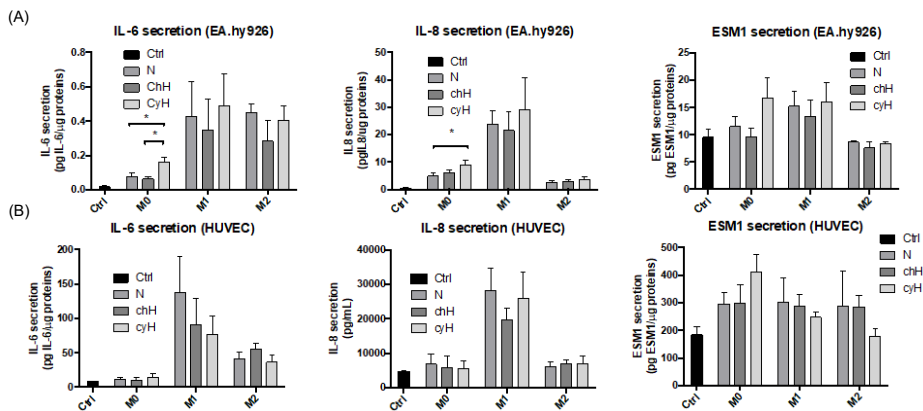 (A)
IL-6 secretion (EA.hy926)
IL-6 secretion
(pg IL-6/µg proteins)
0.8
0.6
0.4
0.2
0.0
Ctrl
N
ChH
CyH
*
*
Ctrl
M0
M1
M2
IL-8 secretion (EA.hy926)
IL8 secretion
(pgIL8/ug proteins)
50
40
30
20
10
0
Ctrl
N
chH
cyH
*
Ctrl
M0
M1
M2
ESM1 secretion (EA.hy926)
ESM1 secretion
(pg ESM1/µg proteins)
25
20
15
10
5
0
Ctrl
N
chH
cyH
Ctrl
M0
M1
M2
(B)
IL-6 secretion (HUVEC)
IL-6 secretion
(pg IL-6/µg proteins)
200
150
100
50
0
Ctrl
N
chH
cyH
Ctrl
M0
M1
M2
IL-8 secretion (HUVEC)
IL-8 secretion
(pg/mL)
40000
30000
20000
10000
0
Ctrl
N
chH
cyH
Ctrl
M0
M1
M2
ESM1 secretion (HUVEC)
ESM1 secretion
(pg ESM1/µg proteins)
500
400
300
200
100
0
Ctrl
N
chH
cyH
Ctrl
M0
M1
M2